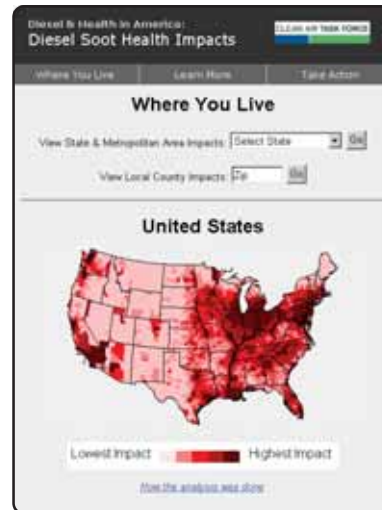 Diesel & Health in America:
Diesel Soot Health Impacts
CLEAN AIR TASK FORCE
Where You Live Learn More Take Action
Where You Live
View State & Metropolitan Area Impacts: Select State Go
View Local County Impacts: Zip Go
United States
Lowest Impact Highest Impact
How the analysis was done